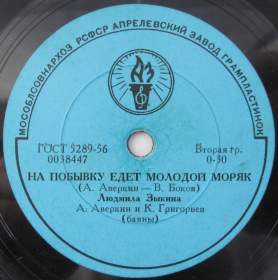 МОСОБЛСОВНАРХОЗ РСФСР АПРЕЛЕВСКИЙ ЗАВОД ГРАМПЛАСТИНОК
АЗ
ГОСТ 5289-56
Вторая гр.
0038447
0-30
НА ПОБЫВКУ ЕДЕТ МОЛОДОЙ МОРЯК
(А. Аверкин — В. Боков)
Людмила Зыкина
А. Аверкин и К. Григорьев
(баяны)